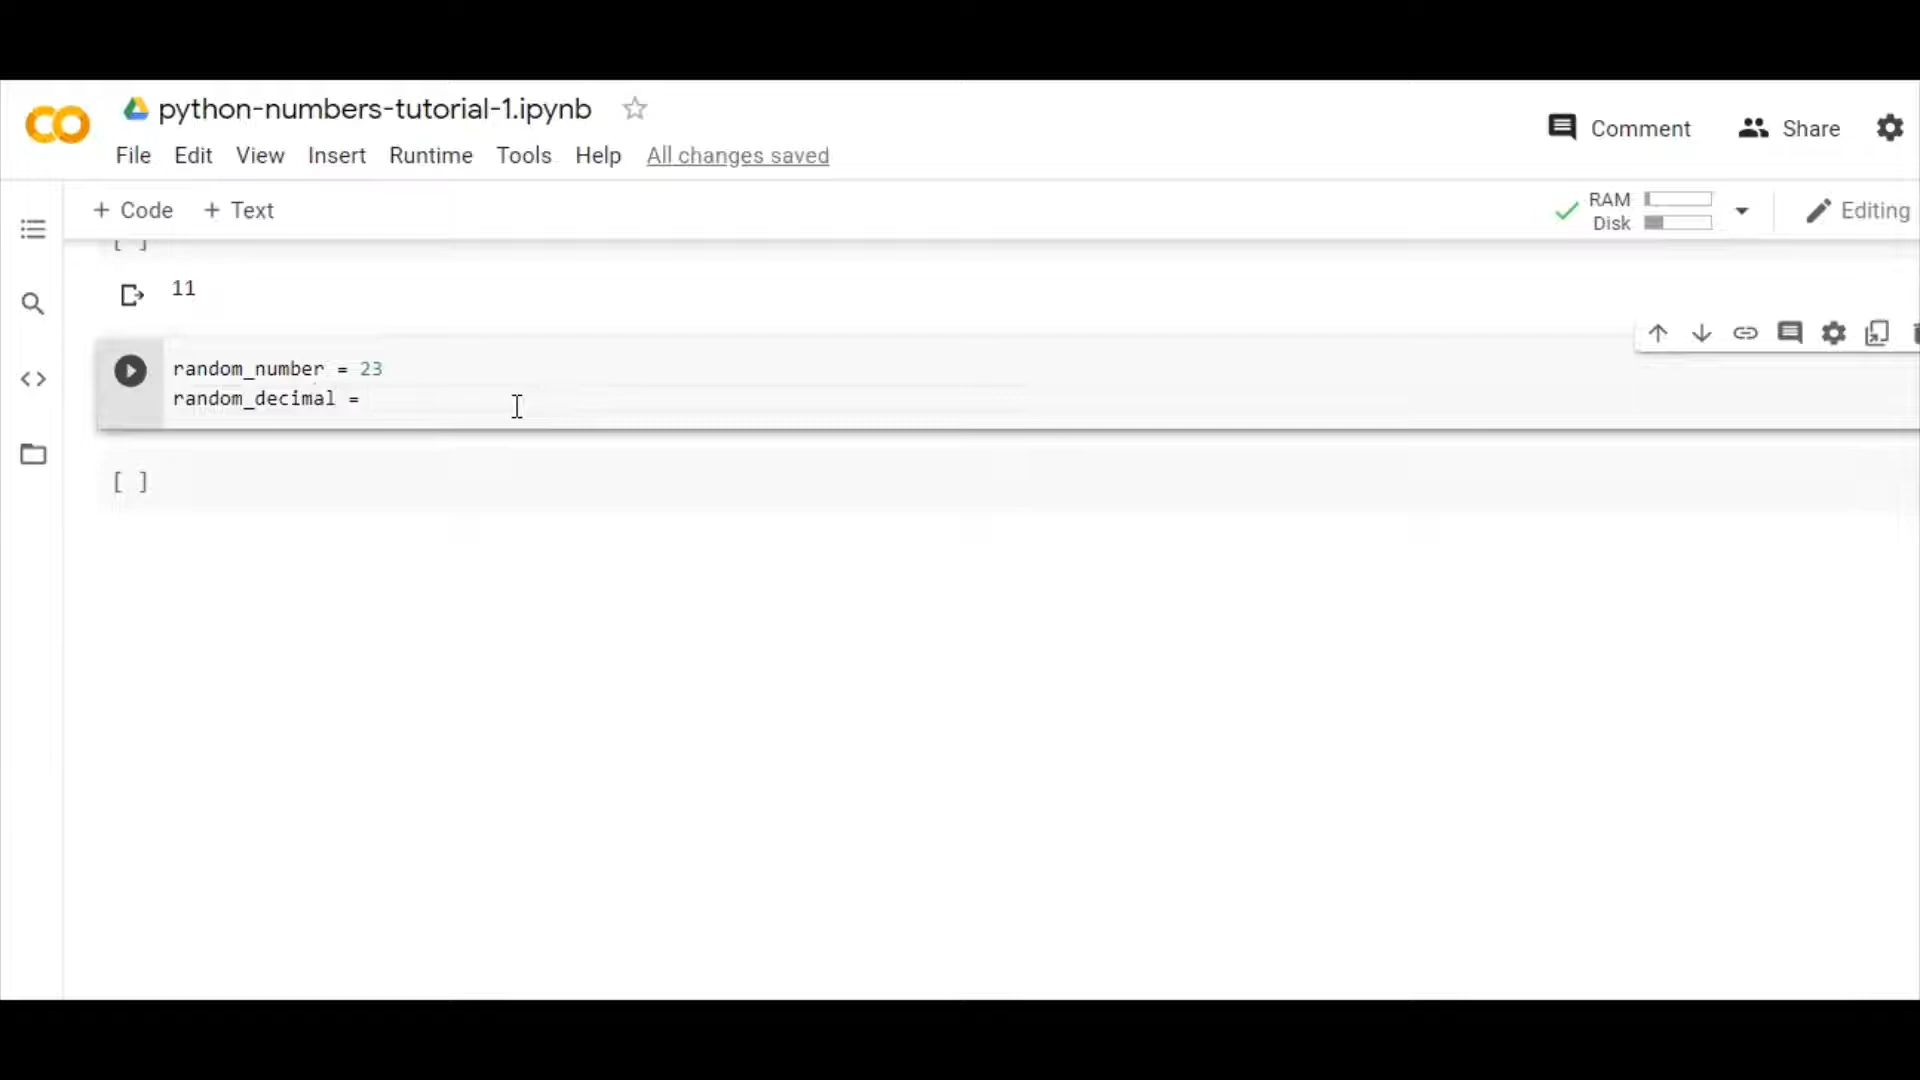 python-numbers-tutorial-1.ipynb
Comment Share
File Edit View Insert Runtime Tools Help All changes saved
+ Code + Text
RAM
Disk
Editing
[ ]
11
random_number = 23
random_decimal =
[ ]